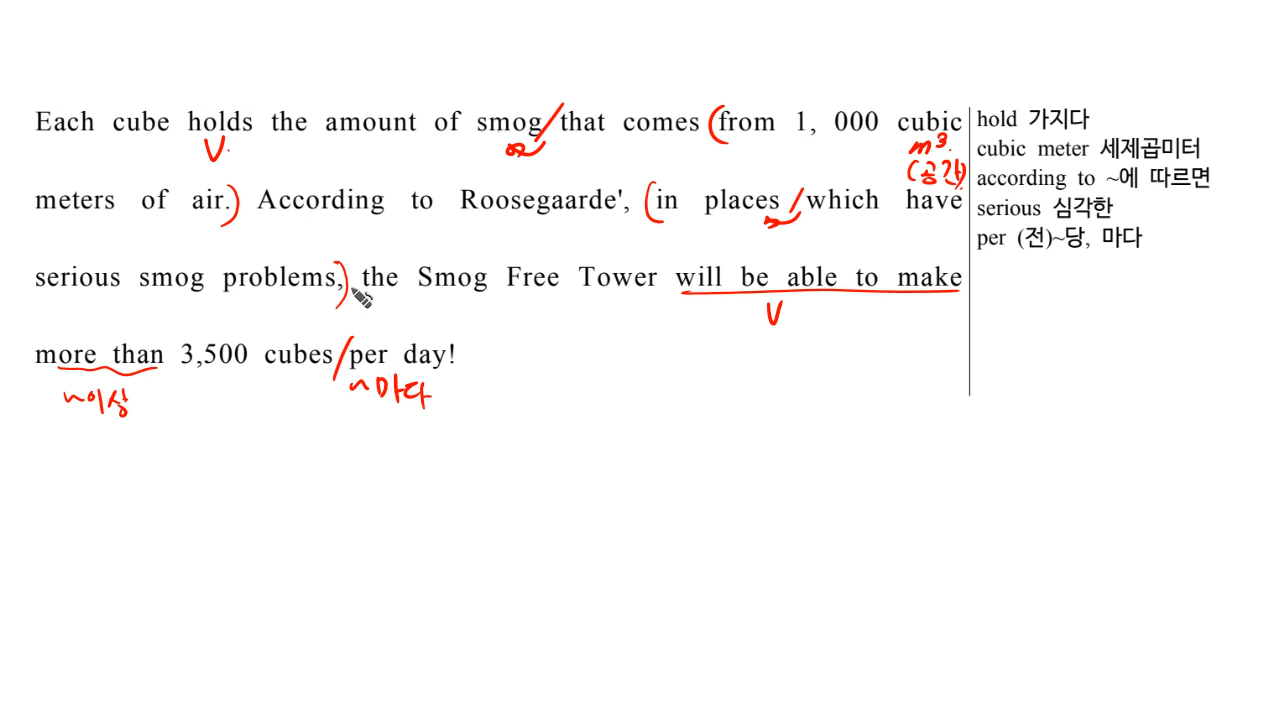 Each cube holds the amount of smog that comes from 1, 000 cubic
V
m³
(공간)
meters of air. According to Roosegaarde', in places which have
serious smog problems, the Smog Free Tower will be able to make
V
more than 3,500 cubes per day!
~이상
~마다
hold 가지다
cubic meter 세제곱미터
according to ~에 따르면
serious 심각한
per (전)~당, 마다